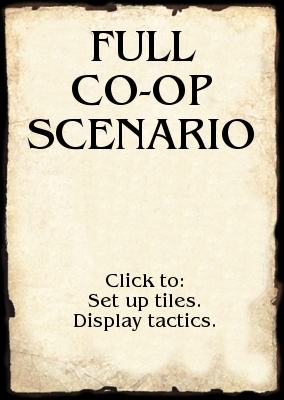 FULL
CO-OP
SCENARIO
Click to:
Set up tiles.
Display tactics.